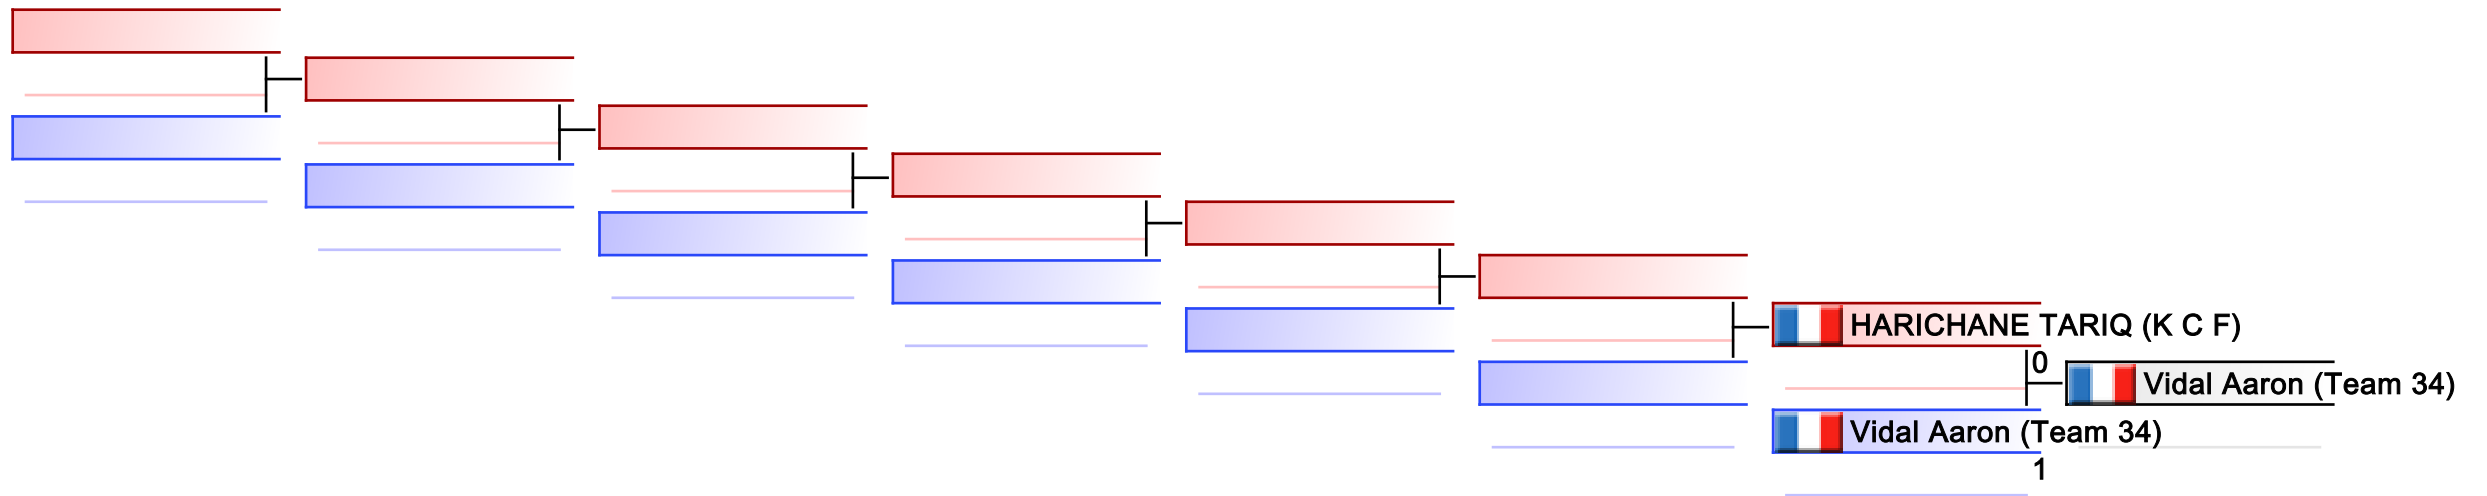 HARICHANE TARIQ (K C F)
0
Vidal Aaron (Team 34)
Vidal Aaron (Team 34)
1